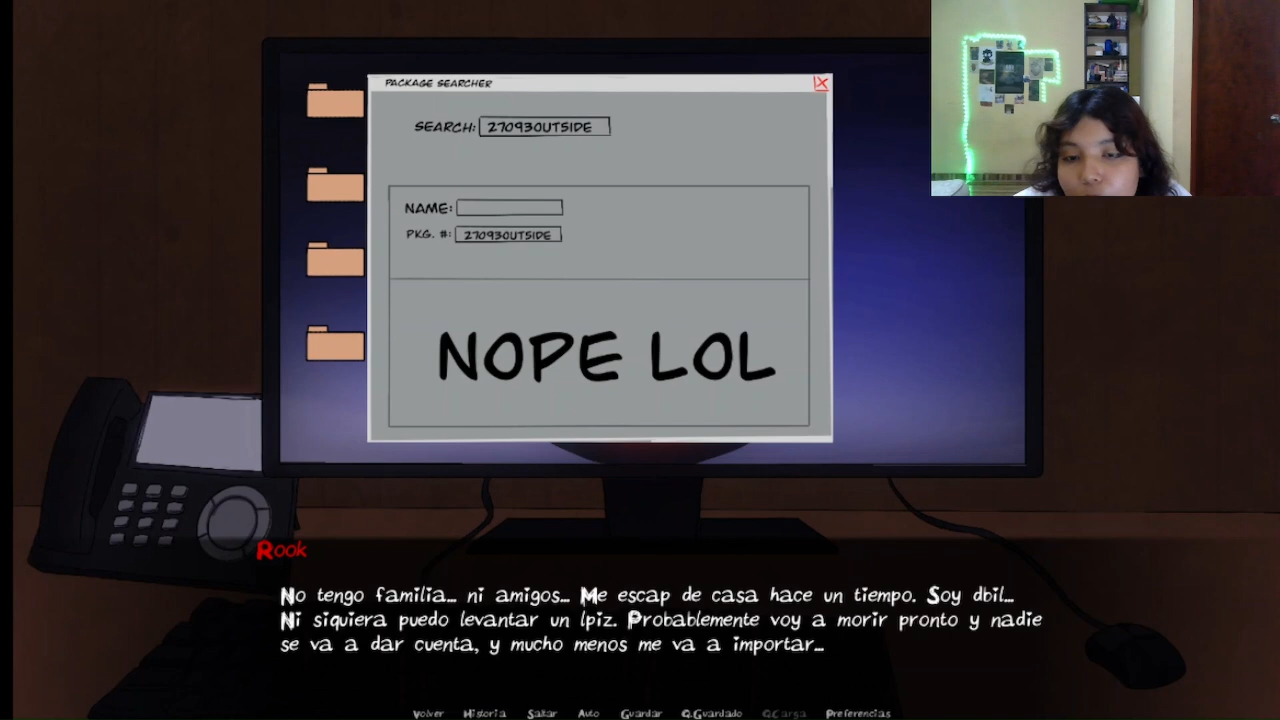 PACKAGE SEARCHER
SEARCH: 27093OUTSIDE
NAME:
PKG. #: 27093OUTSIDE
NOPE LOL
Rook
No tengo familia... ni amigos... Me escap de casa hace un tiempo. Soy dbil...
Ni siquiera puedo levantar un lpiz. Probablemente voy a morir pronto y nadie
se va a dar cuenta, y mucho menos me va a importar...
Volver Historia Saltar Auto Guardar Q.Guardado Q.Carga Preferencias